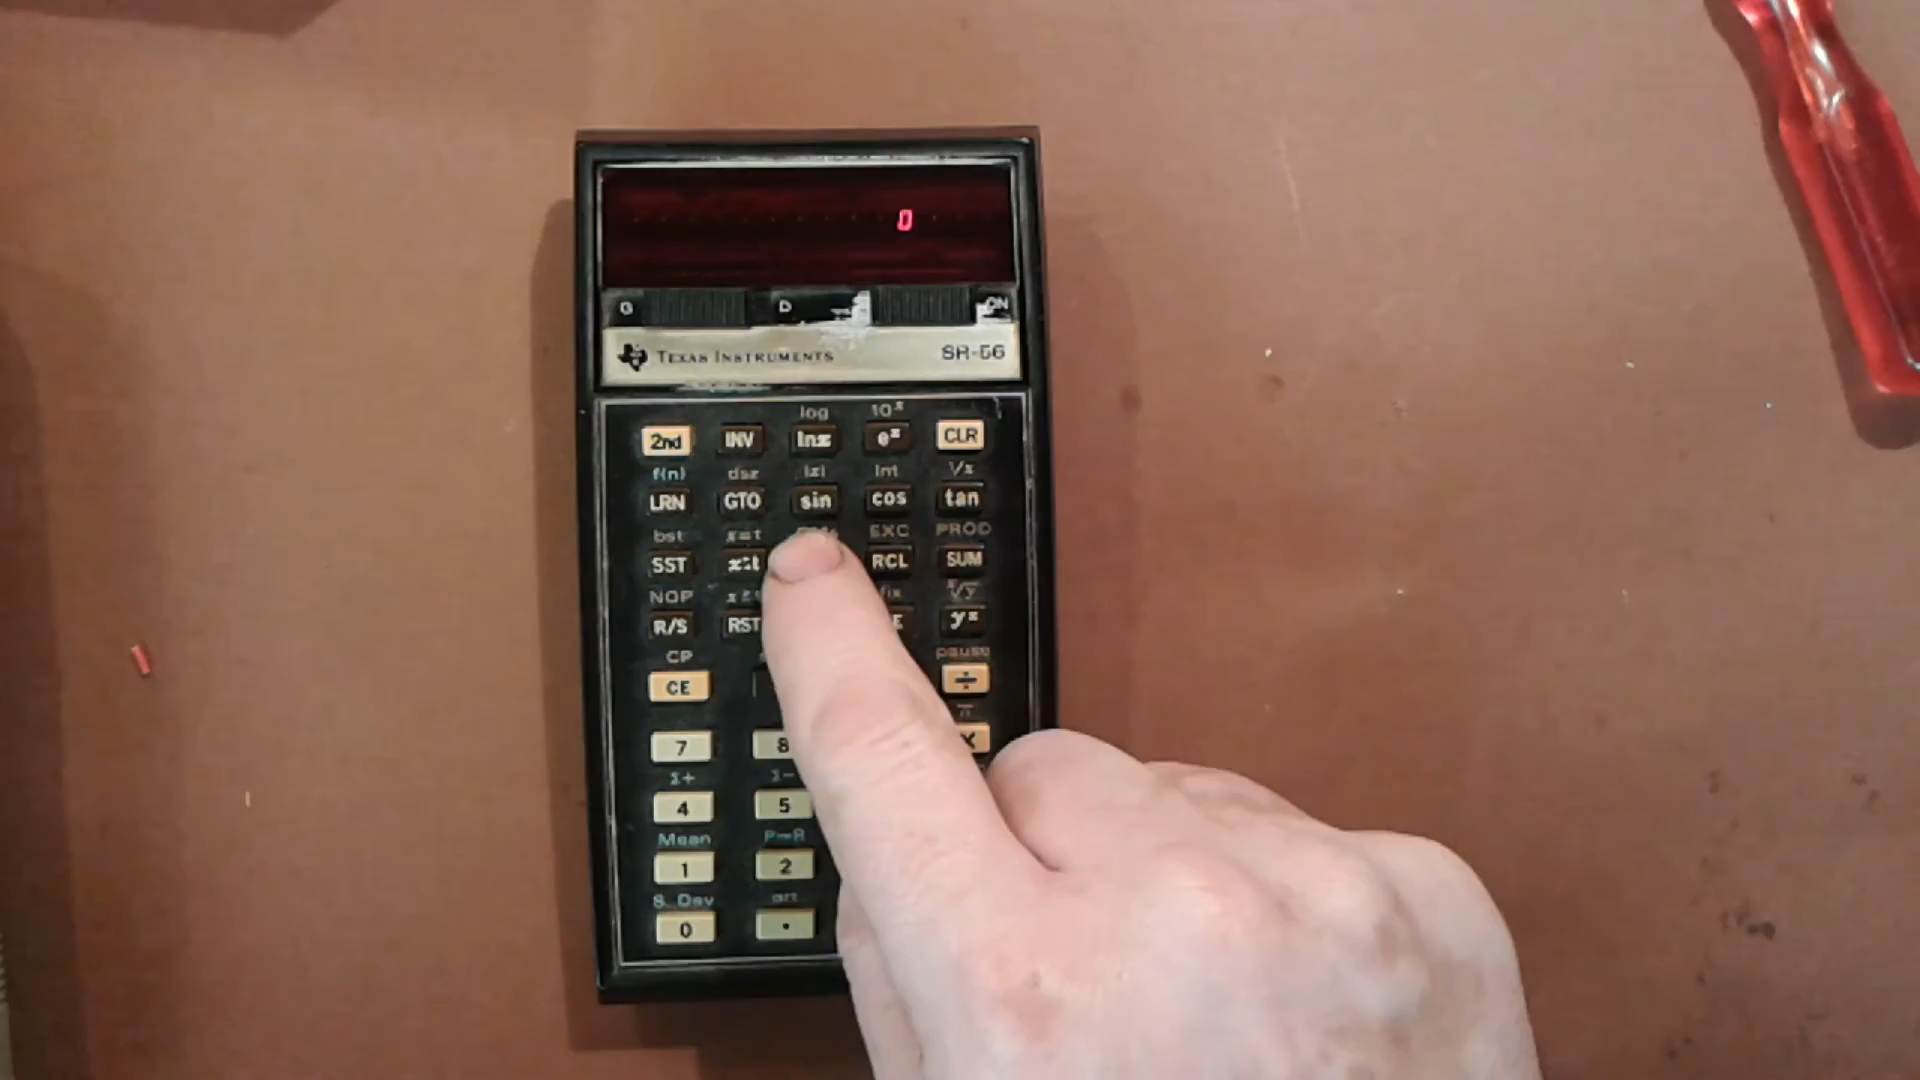 0
G D ON
TEXAS INSTRUMENTS SR-56
log 10ˣ
2nd INV lnx eˣ CLR
f(n) dsz |x| Int 1/x
LRN GTO sin cos tan
bst x=t EXC PROD
SST x:t RCL SUM
NOP fix ˣ√y
R/S RST yˣ
CP pause
CE ÷
π
7 8 X
Σ+ Σ-
4 5
Mean P→R
1 2
S. Dev
0 .